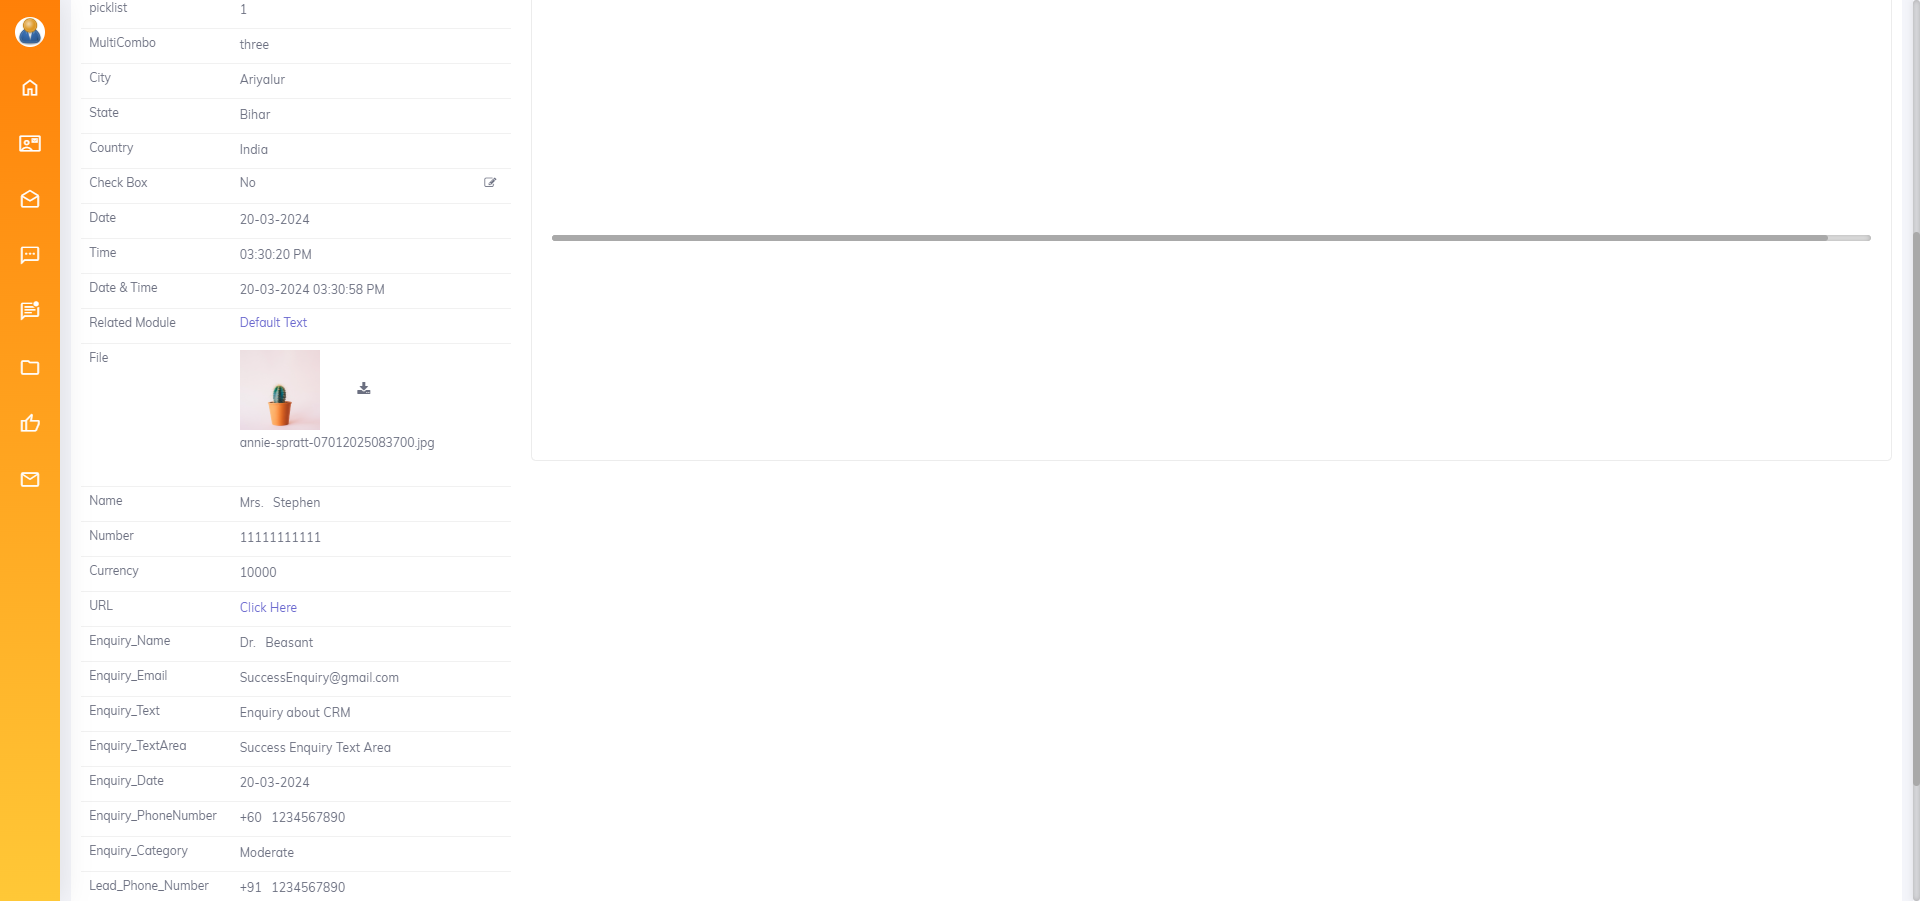 picklist 1
MultiCombo three
City Ariyalur
State Bihar
Country India
Check Box No
Date 20-03-2024
Time 03:30:20 PM
Date & Time 20-03-2024 03:30:58 PM
Related Module Default Text
File
annie-spratt-07012025083700.jpg
Name Mrs. Stephen
Number 11111111111
Currency 10000
URL Click Here
Enquiry_Name Dr. Beasant
Enquiry_Email SuccessEnquiry@gmail.com
Enquiry_Text Enquiry about CRM
Enquiry_TextArea Success Enquiry Text Area
Enquiry_Date 20-03-2024
Enquiry_PhoneNumber +60 1234567890
Enquiry_Category Moderate
Lead_Phone_Number +91 1234567890